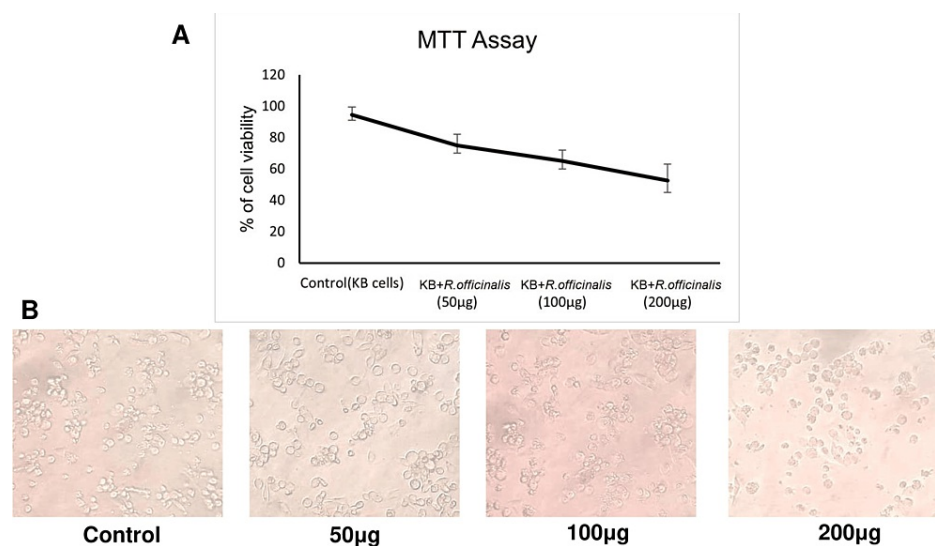 A
MTT Assay
% of cell viability
120
100
80
60
40
20
0
Control(KB cells)
KB+R.officinalis
(50µg)
KB+R.officinalis
(100µg)
KB+R.officinalis
(200µg)
B
Control
50µg
100µg
200µg